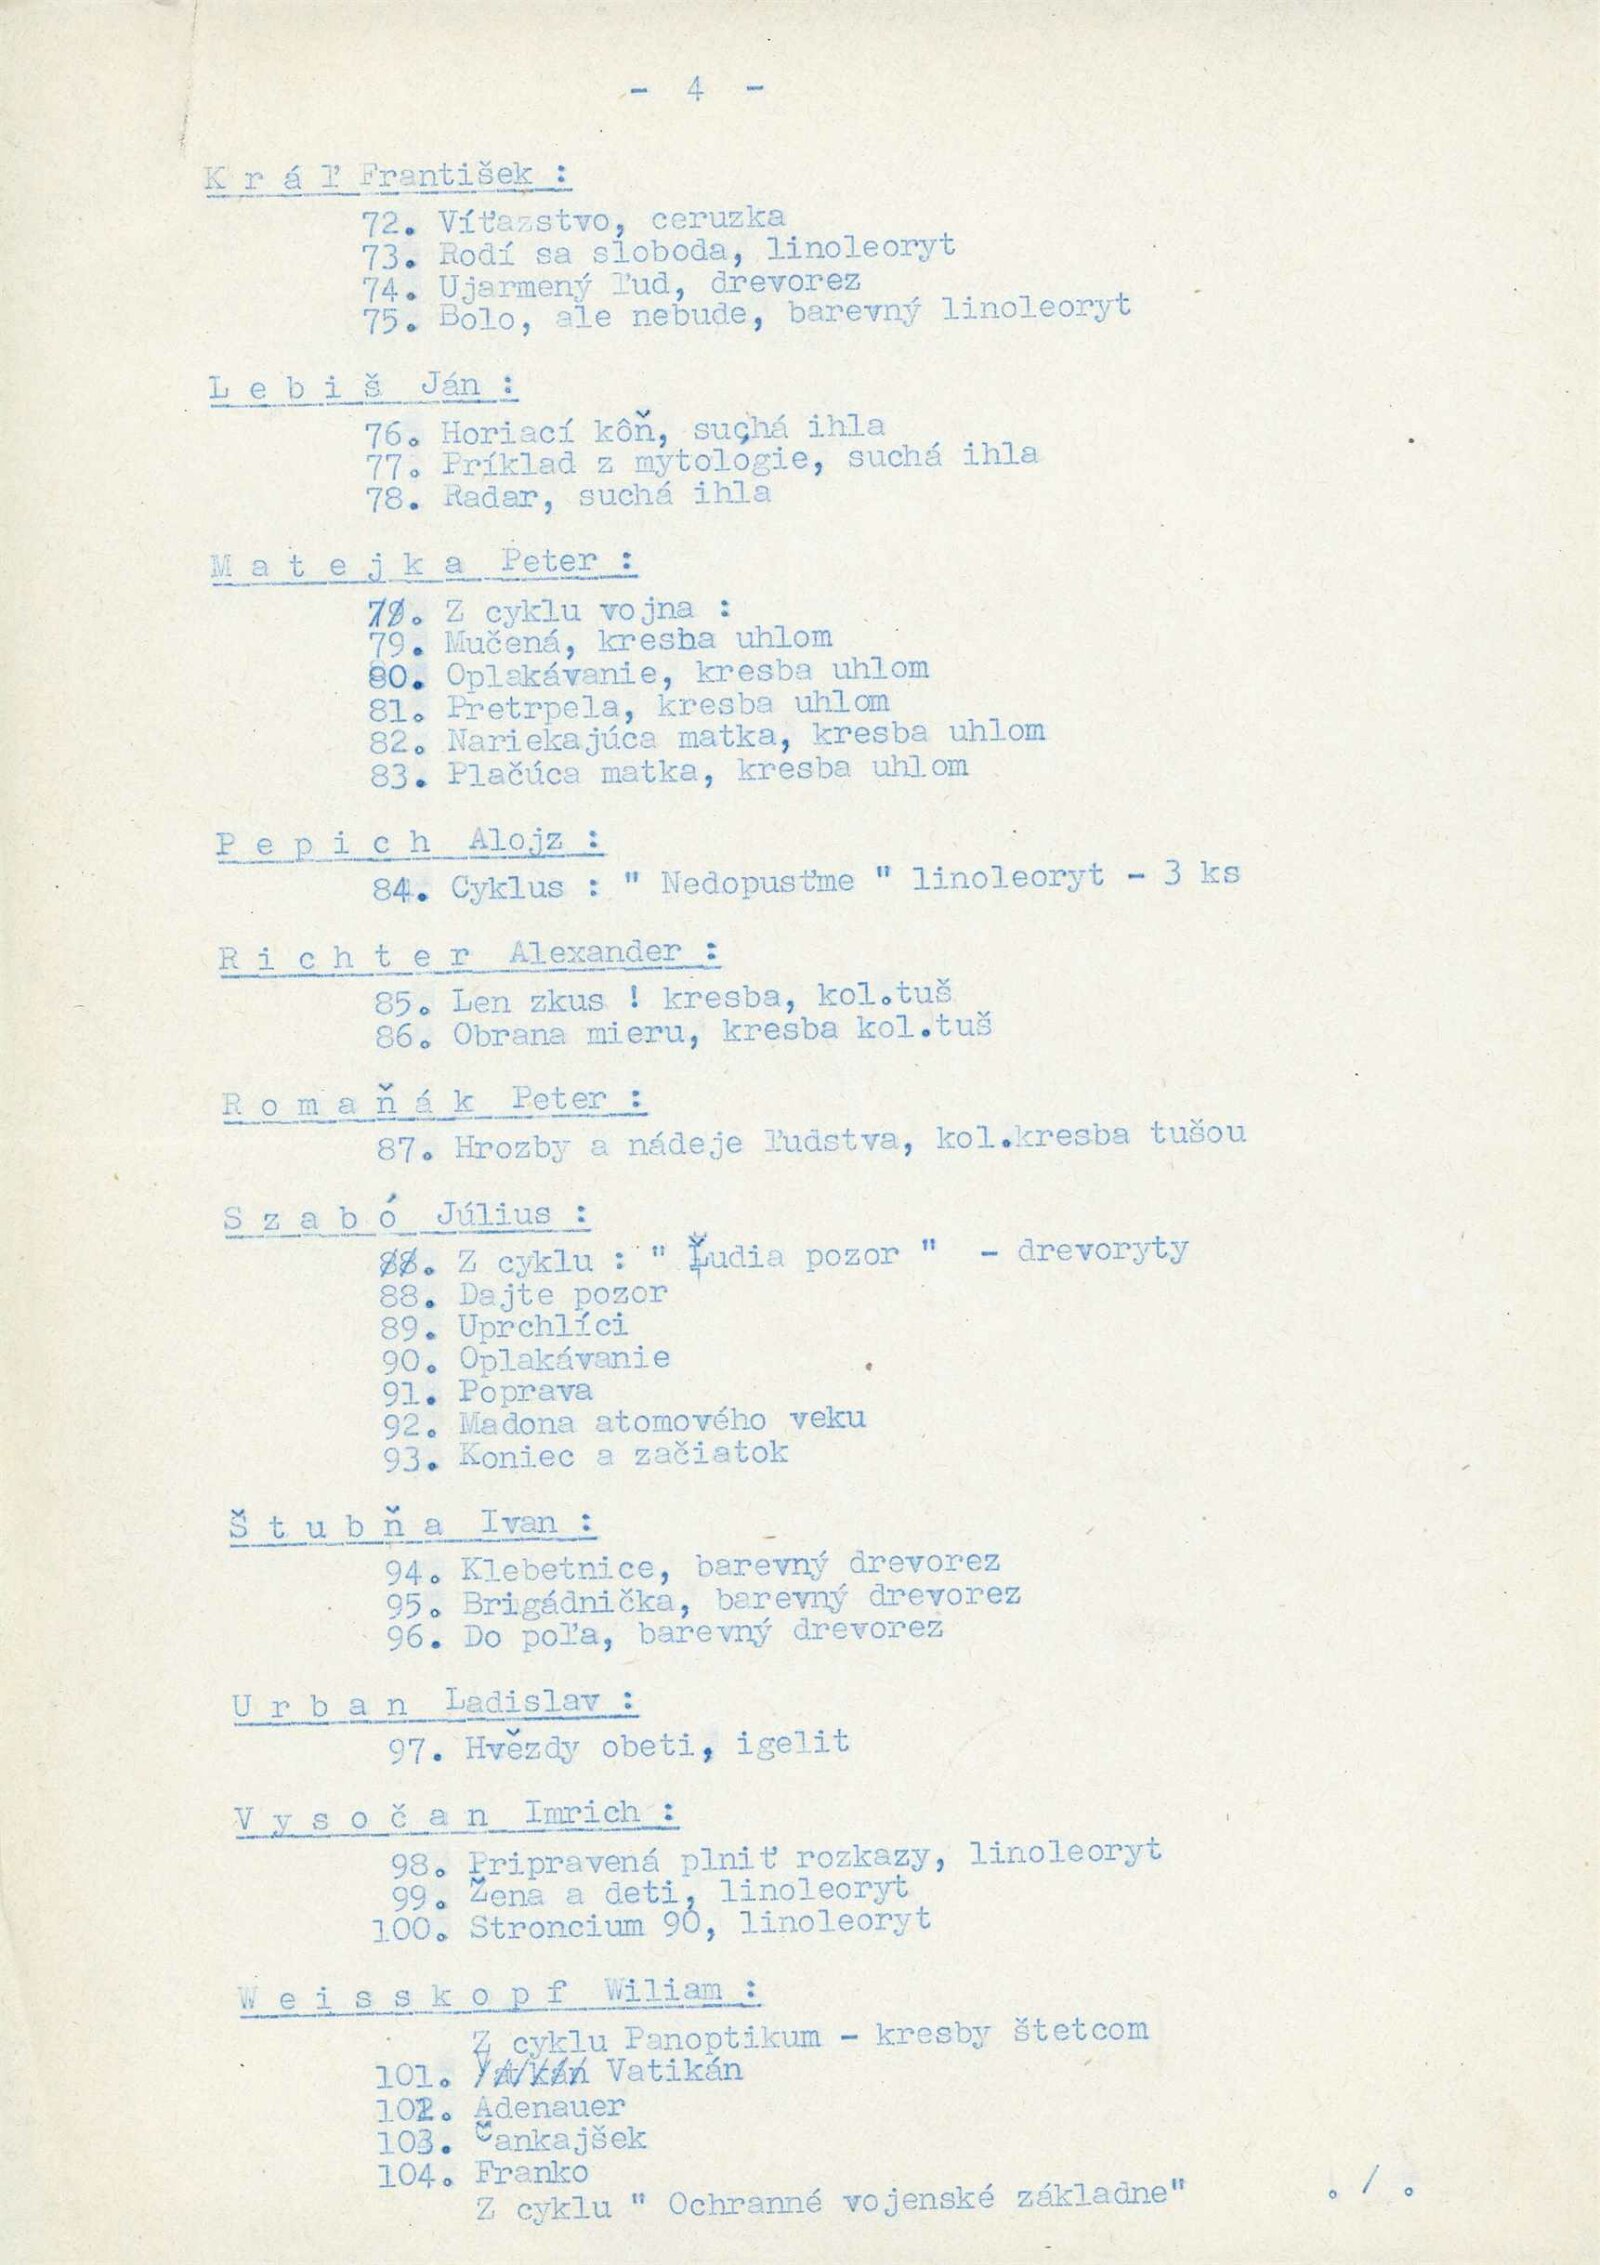 - 4 -
K r á ľ František :
72. Víťazstvo, ceruzka
73. Rodí sa sloboda, linoleoryt
74. Ujarmený ľud, drevorez
75. Bolo, ale nebude, barevný linoleoryt
L e b i š Ján :
76. Horiací kôň, suchá ihla
77. Príklad z mytologie, suchá ihla
78. Radar, suchá ihla
M a t e j k a Peter :
Z cyklu vojna :
79. Mučená, kresba uhlom
80. Oplakávanie, kresba uhlom
81. Pretrpela, kresba uhlom
82. Nariekajúca matka, kresba uhlom
83. Plačúca matka, kresba uhlom
P e p i c h Alojz :
84. Cyklus : " Nedopusťme " linoleoryt - 3 ks
R i c h t e r Alexander :
85. Len zkus ! kresba, kol.tuš
86. Obrana mieru, kresba kol.tuš
R o m a ň á k Peter :
87. Hrozby a nádeje ľudstva, kol.kresba tušou
S z a b ó Július :
Z cyklu : " Ľudia pozor " - drevoryty
88. Dajte pozor
89. Uprchlíci
90. Oplakávanie
91. Poprava
92. Madona atomového veku
93. Koniec a začiatok
Š t u b ň a Ivan :
94. Klebetnice, barevný drevorez
95. Brigádnička, barevný drevorez
96. Do poľa, barevný drevorez
U r b a n Ladislav :
97. Hvězdy obeti, igelit
V y s o č a n Imrich :
98. Pripravená plniť rozkazy, linoleoryt
99. Žena a deti, linoleoryt
100. Stroncium 90, linoleoryt
W e i s s k o p f Wiliam :
Z cyklu Panoptikum - kresby štetcom
101. Vatikán
102. Adenauer
103. Čankajšek
104. Franko
Z cyklu " Ochranné vojenské základne" ./.